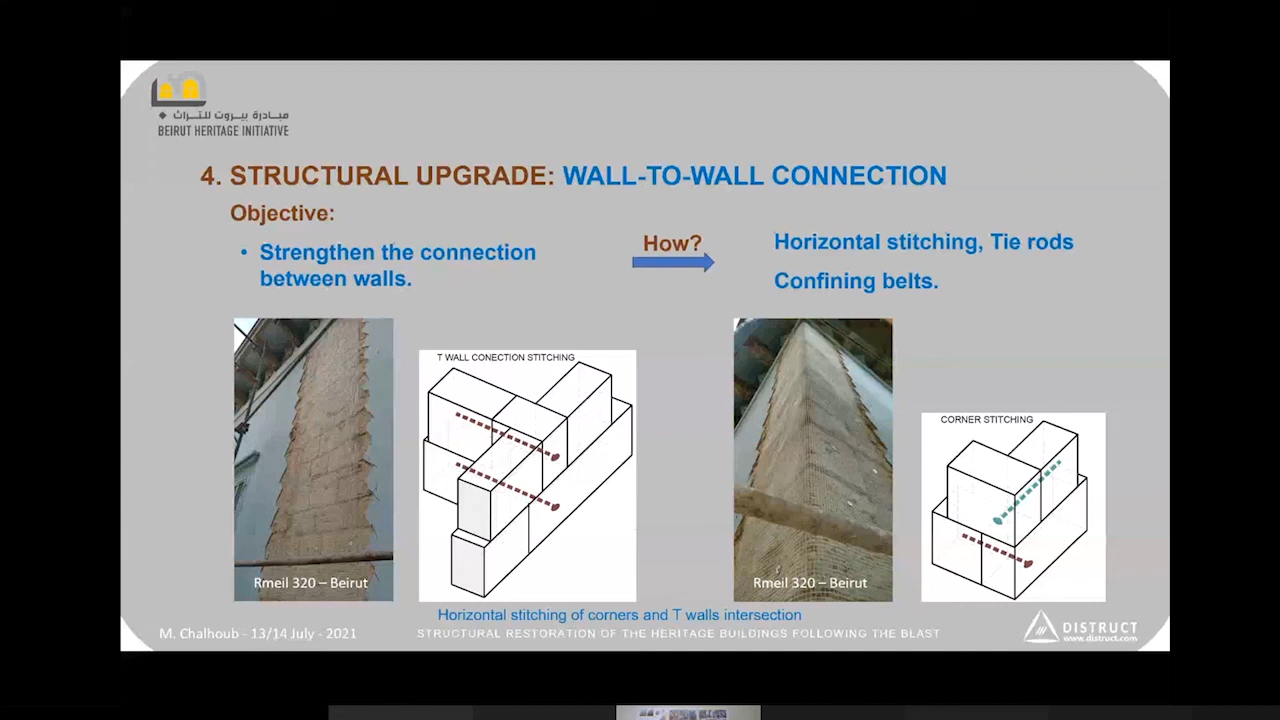 مبادرة بيروت للتراث
BEIRUT HERITAGE INITIATIVE
4. STRUCTURAL UPGRADE: WALL-TO-WALL CONNECTION
Objective:
• Strengthen the connection
between walls.
How?
Horizontal stitching, Tie rods
Confining belts.
T WALL CONECTION STITCHING
CORNER STITCHING
Rmeil 320 – Beirut
Rmeil 320 – Beirut
Horizontal stitching of corners and T walls intersection
M. Chalhoub - 13/14 July - 2021
STRUCTURAL RESTORATION OF THE HERITAGE BUILDINGS FOLLOWING THE BLAST
DISTRUCT
www.distruct.com